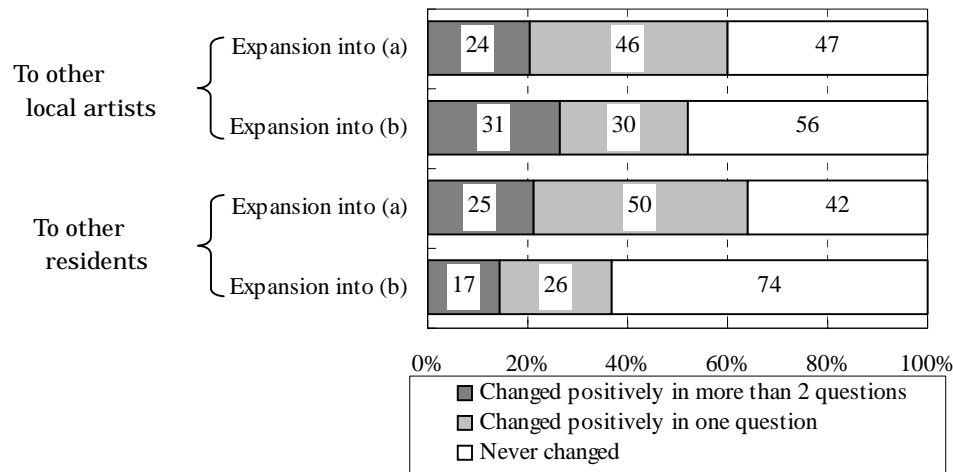 To other
local artists
Expansion into (a)
24 46 47
Expansion into (b)
31 30 56
To other
residents
Expansion into (a)
25 50 42
Expansion into (b)
17 26 74
0% 20% 40% 60% 80% 100%
Changed positively in more than 2 questions
Changed positively in one question
Never changed